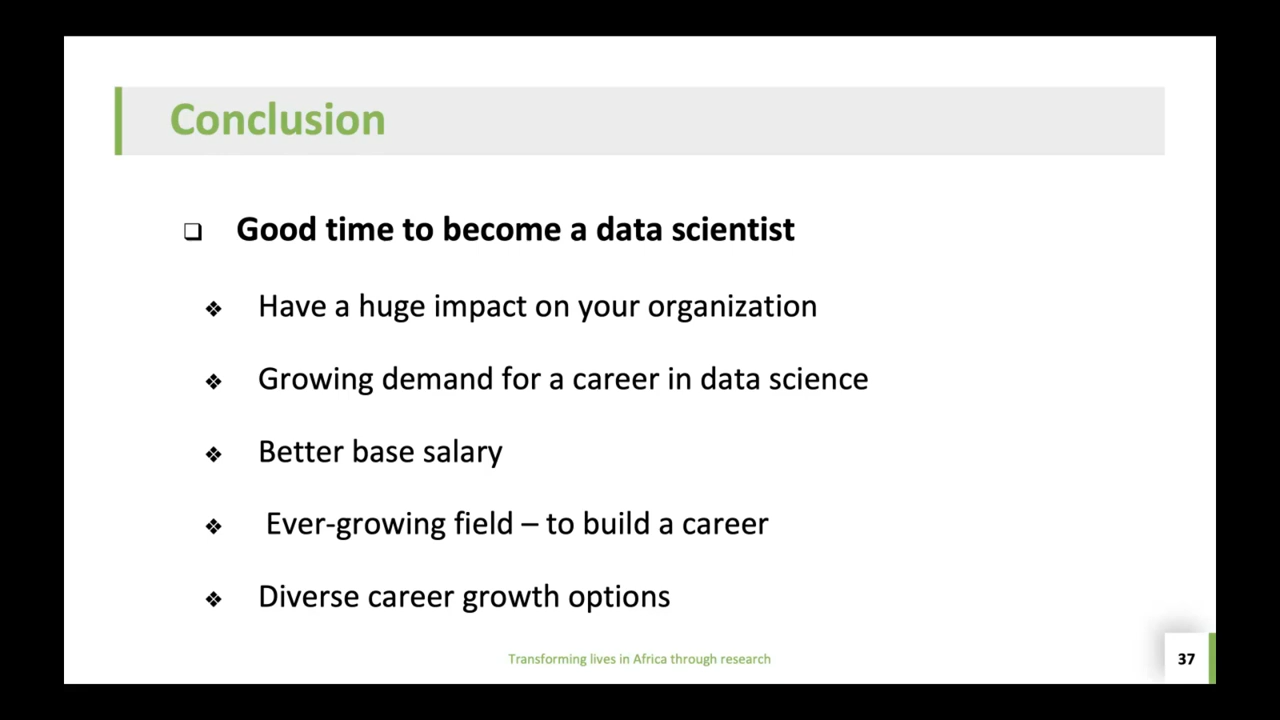 Conclusion
❑ Good time to become a data scientist
❖ Have a huge impact on your organization
❖ Growing demand for a career in data science
❖ Better base salary
❖ Ever-growing field – to build a career
❖ Diverse career growth options
Transforming lives in Africa through research
37